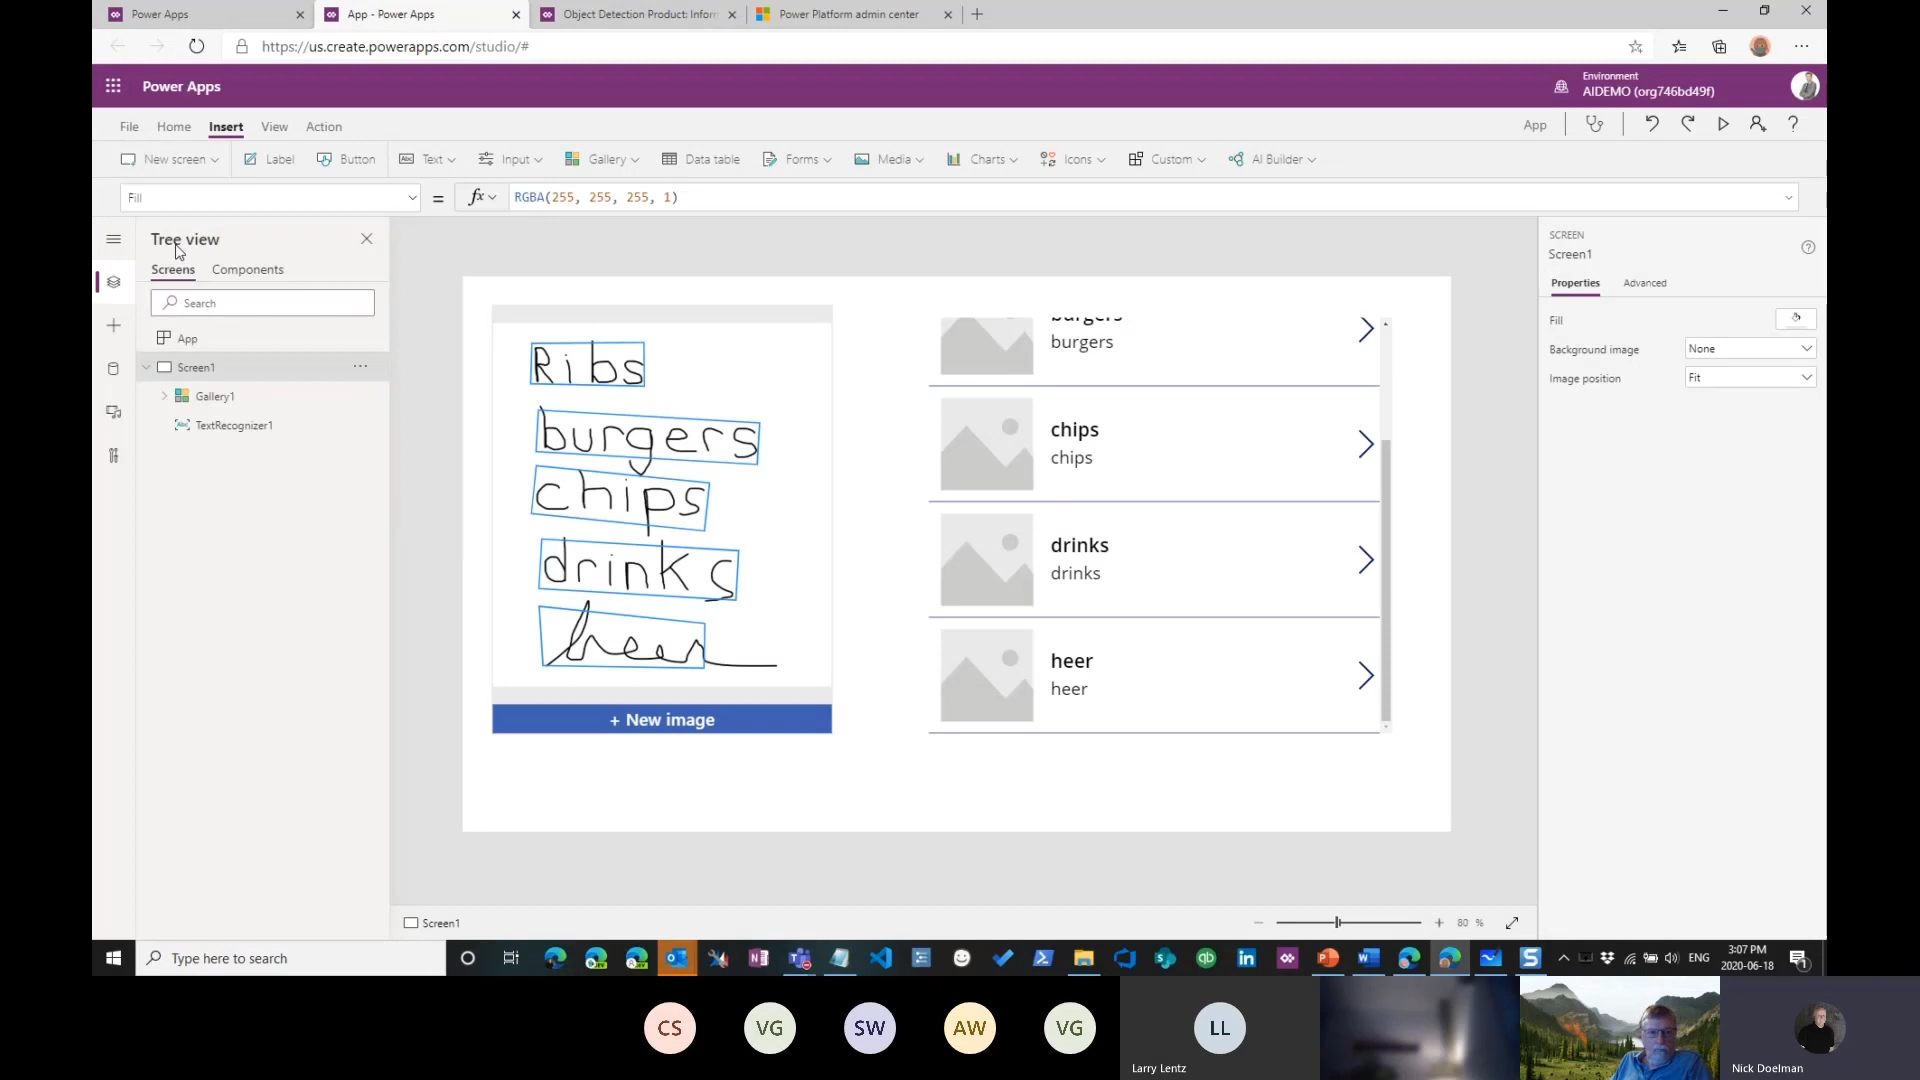 Power Apps
App - Power Apps
Object Detection Product: Infor
Power Platform admin center
https://us.create.powerapps.com/studio/#
Power Apps
Environment
AIDEMO (org746bd49f)
File Home Insert View Action
App
New screen Label Button Text Input Gallery Data table Forms Media Charts Icons Custom AI Builder
Fill = fx RGBA(255, 255, 255, 1)
Tree view
Screens Components
Search
App
Screen1
Gallery1
TextRecognizer1
Ribs
burgers
chips
drinks
beer
+ New image
burgers
burgers
chips
chips
drinks
drinks
heer
heer
SCREEN
Screen1
Properties Advanced
Fill
Background image None
Image position Fit
Screen1
80 %
Type here to search
ENG
3:07 PM
2020-06-18
1
CS VG SW AW VG LL
Larry Lentz
Nick Doelman